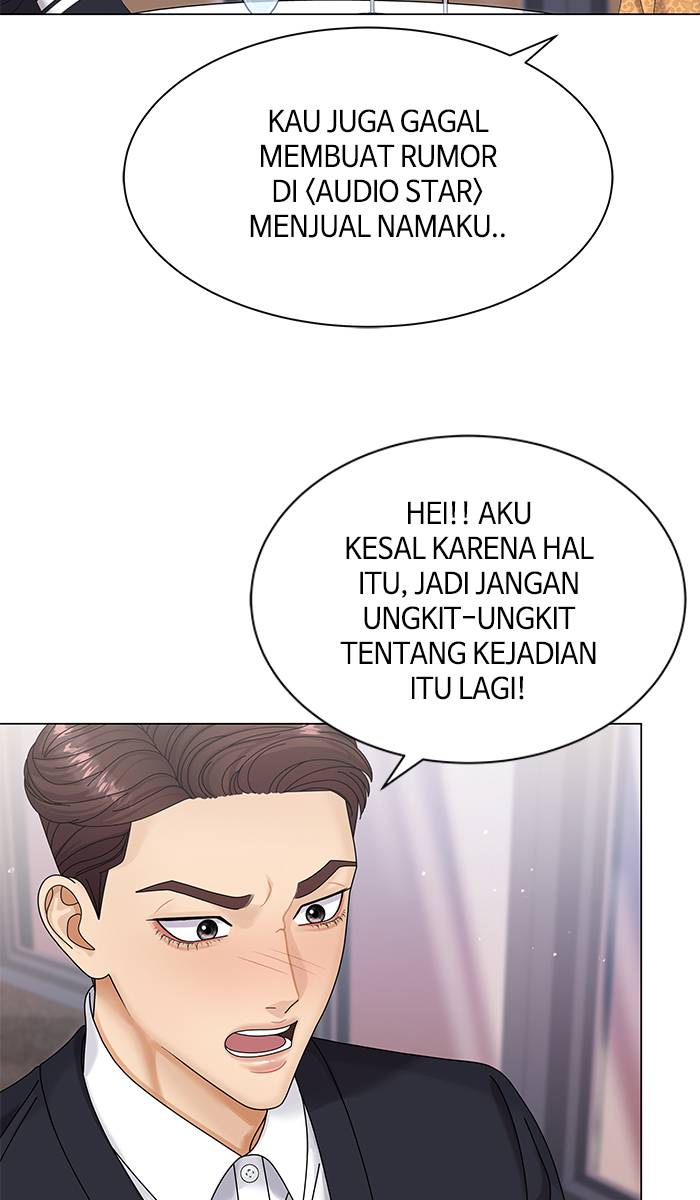 KAU JUGA GAGAL
MEMBUAT RUMOR
DI 〈AUDIO STAR〉
MENJUAL NAMAKU..
HEI!! AKU
KESAL KARENA HAL
ITU, JADI JANGAN
UNGKIT-UNGKIT
TENTANG KEJADIAN
ITU LAGI!